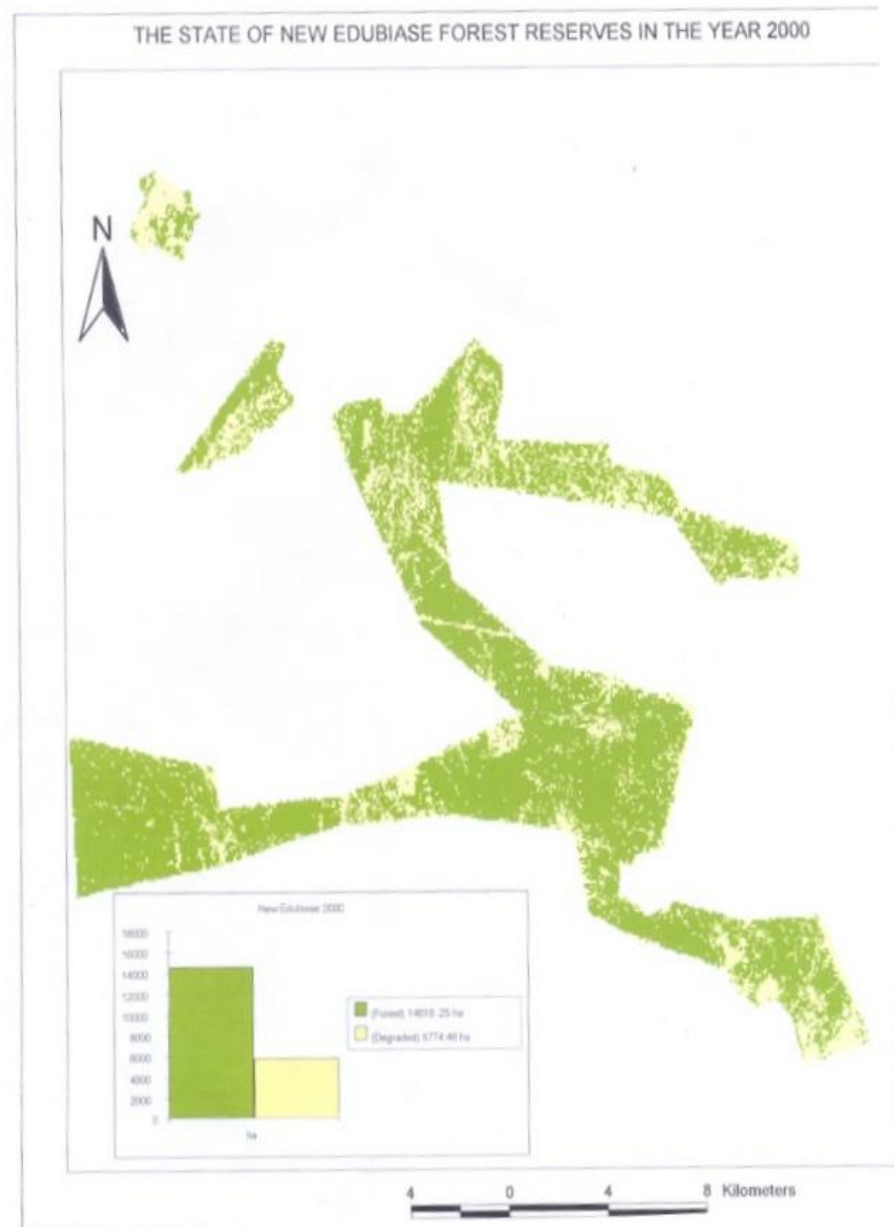 THE STATE OF NEW EDUBIASE FOREST RESERVES IN THE YEAR 2000
N
New Edubiase 2000
18000
16000
14000
12000
10000
8000
6000
4000
2000
0
ha
(Forest) 14618.25 ha
(Degraded) 5774.46 ha
4 0 4 8 Kilometers